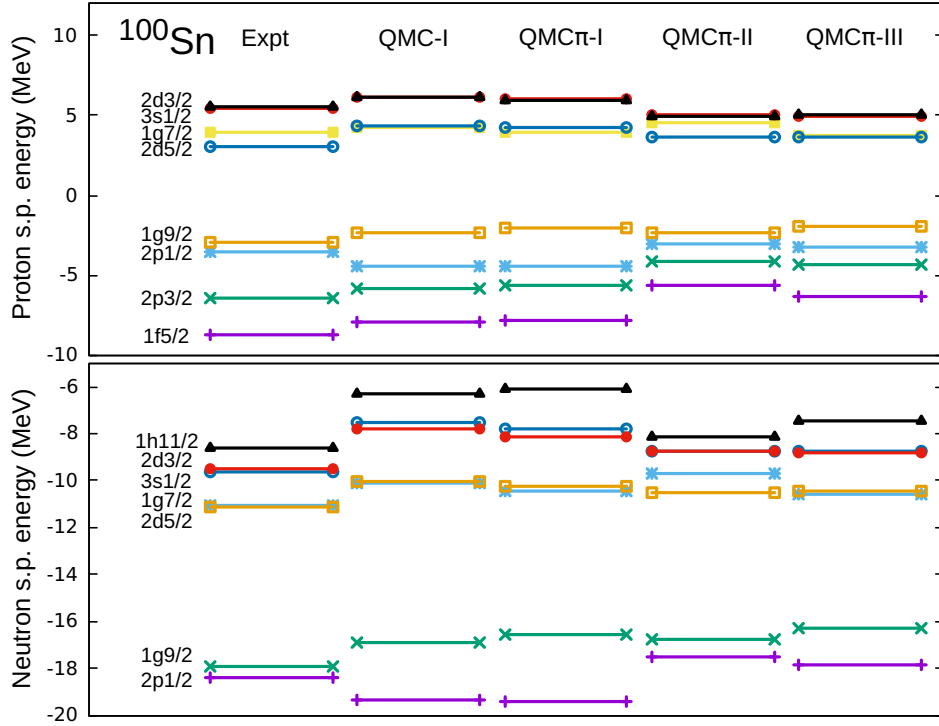 ¹⁰⁰Sn Expt QMC-I QMCπ-I QMCπ-II QMCπ-III
Proton s.p. energy (MeV)
10
5
0
-5
-10
2d3/2
3s1/2
1g7/2
2d5/2
1g9/2
2p1/2
2p3/2
1f5/2
Neutron s.p. energy (MeV)
-6
-8
-10
-12
-14
-16
-18
-20
1h11/2
2d3/2
3s1/2
1g7/2
2d5/2
1g9/2
2p1/2